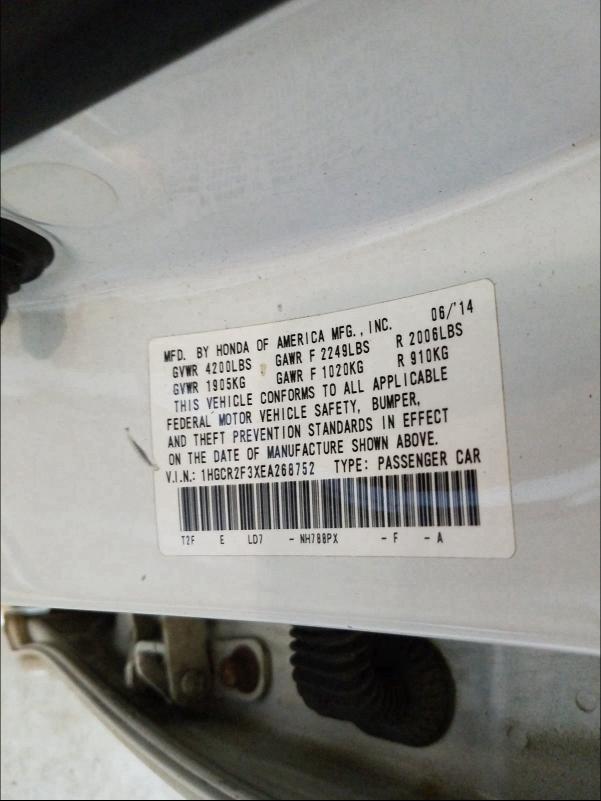 MFD. BY HONDA OF AMERICA MFG., INC. 06/'14
GVWR 4200LBS GAWR F 2249LBS R 2006LBS
GVWR 1905KG GAWR F 1020KG R 910KG
THIS VEHICLE CONFORMS TO ALL APPLICABLE
FEDERAL MOTOR VEHICLE SAFETY, BUMPER,
AND THEFT PREVENTION STANDARDS IN EFFECT
ON THE DATE OF MANUFACTURE SHOWN ABOVE.
V.I.N.: 1HGCR2F3XEA268752 TYPE: PASSENGER CAR
T2F E LD7 - NH788PX - F - A